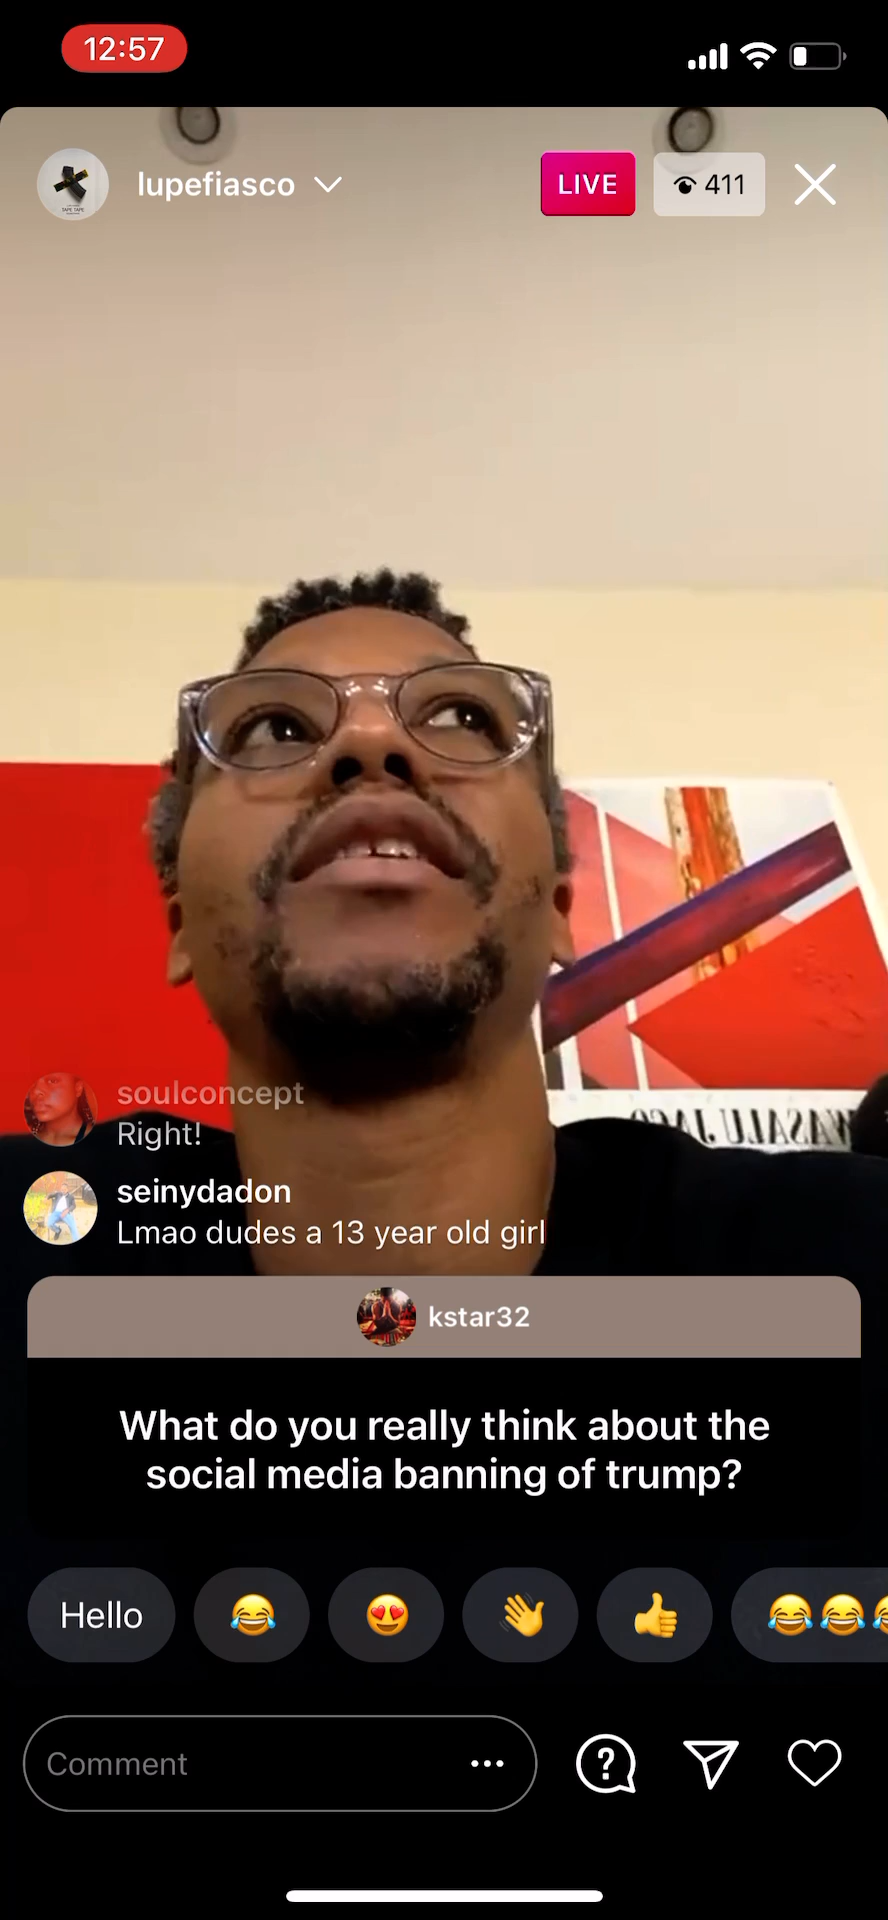 12:57
lupefiasco
LIVE
411
soulconcept
Right!
seinydadon
Lmao dudes a 13 year old girl
kstar32
What do you really think about the
social media banning of trump?
Hello
Comment